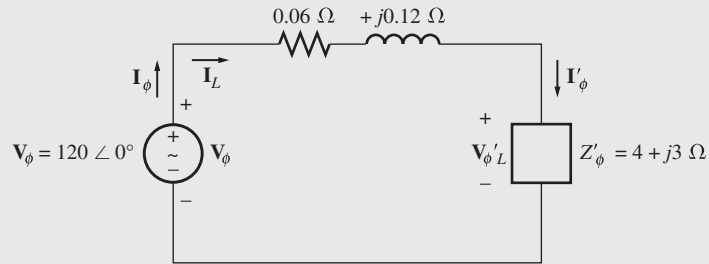 0.06 Ω + j0.12 Ω
I_ϕ I_L I′_ϕ
+ +
V_ϕ = 120 ∠ 0° + ~ − V_ϕ V_ϕ′_L Z′_ϕ = 4 + j3 Ω
− −